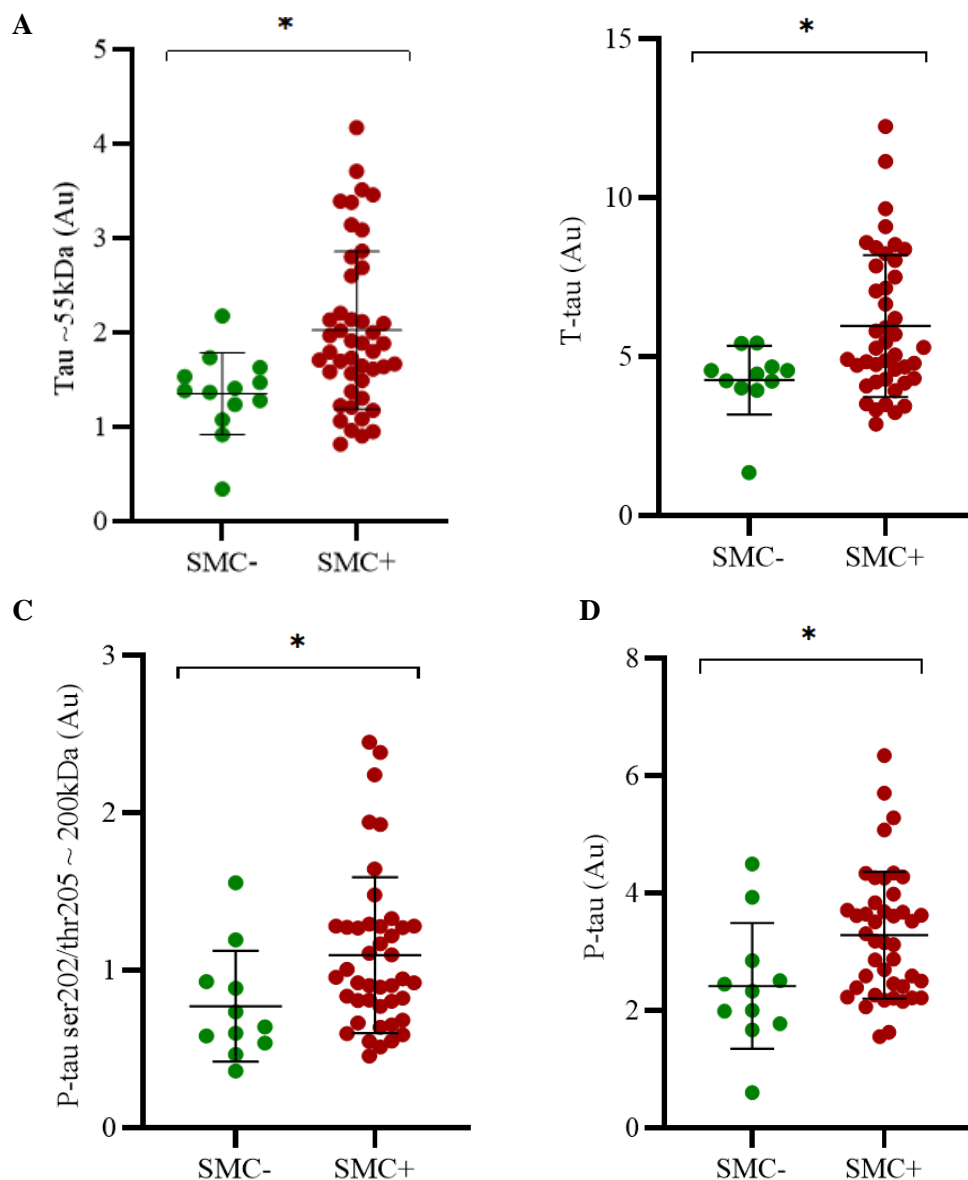 A
*
5
4
3
2
1
0
Tau ~55kDa (Au)
SMC-
SMC+
*
15
10
5
0
T-tau (Au)
SMC-
SMC+
C
*
3
2
1
0
P-tau ser202/thr205 ~ 200kDa (Au)
SMC-
SMC+
D
*
8
6
4
2
0
P-tau (Au)
SMC-
SMC+